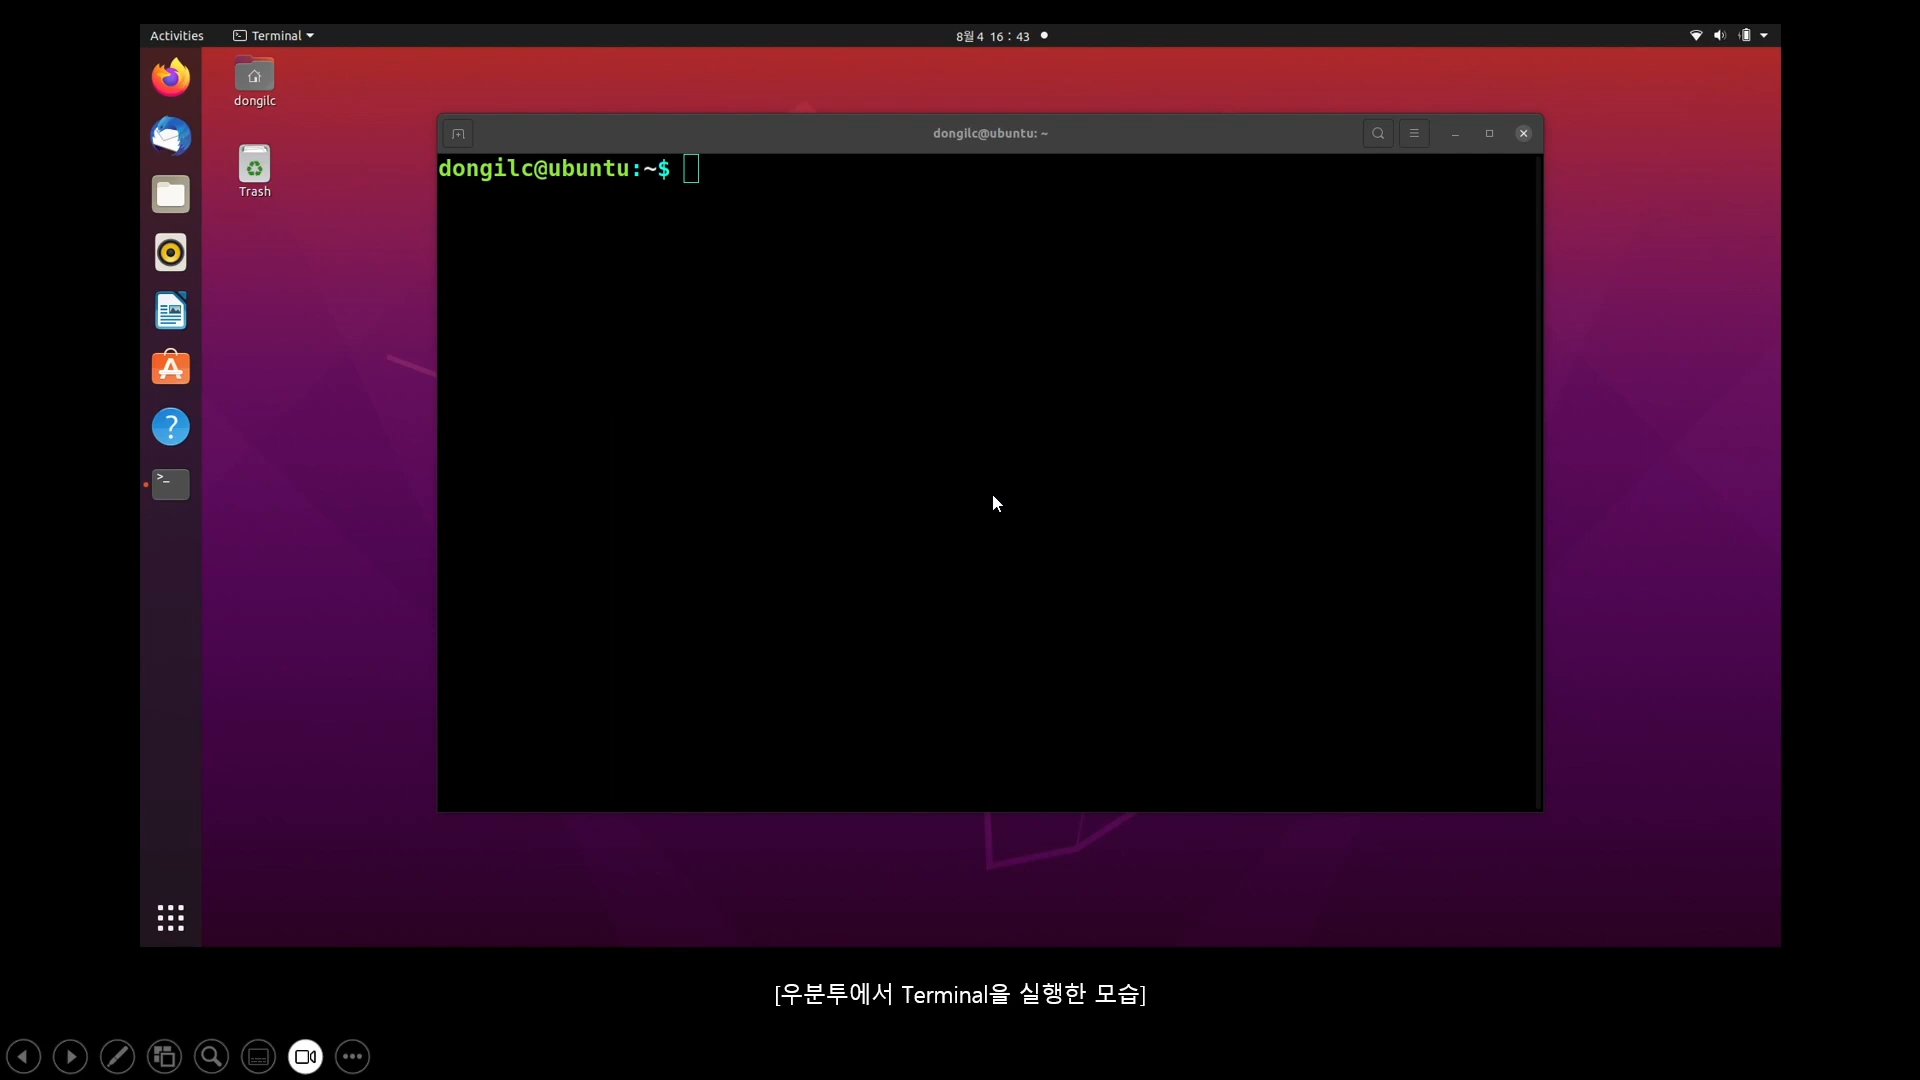 Activities
Terminal
8월 4 16 : 43
dongilc
Trash
dongilc@ubuntu: ~
dongilc@ubuntu:~$
[우분투에서 Terminal을 실행한 모습]